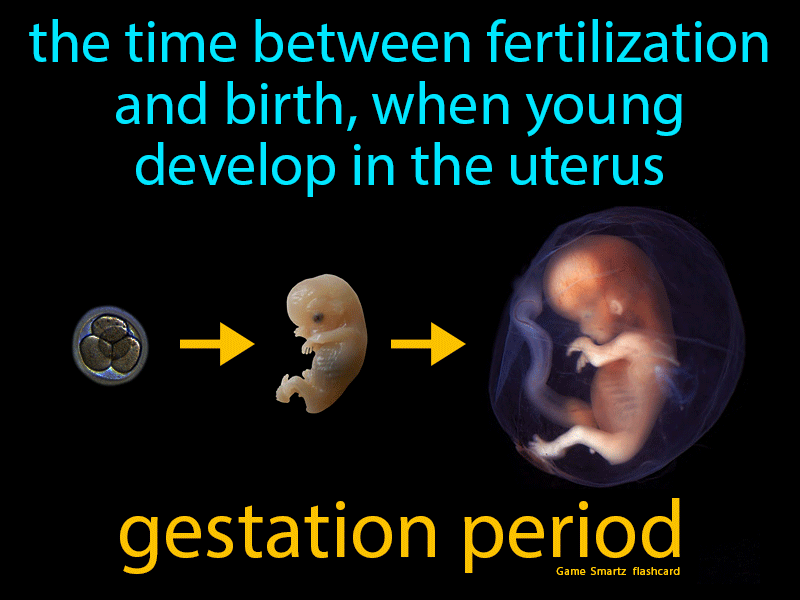 the time between fertilization
and birth, when young
develop in the uterus
gestation period
Game Smartz flashcard